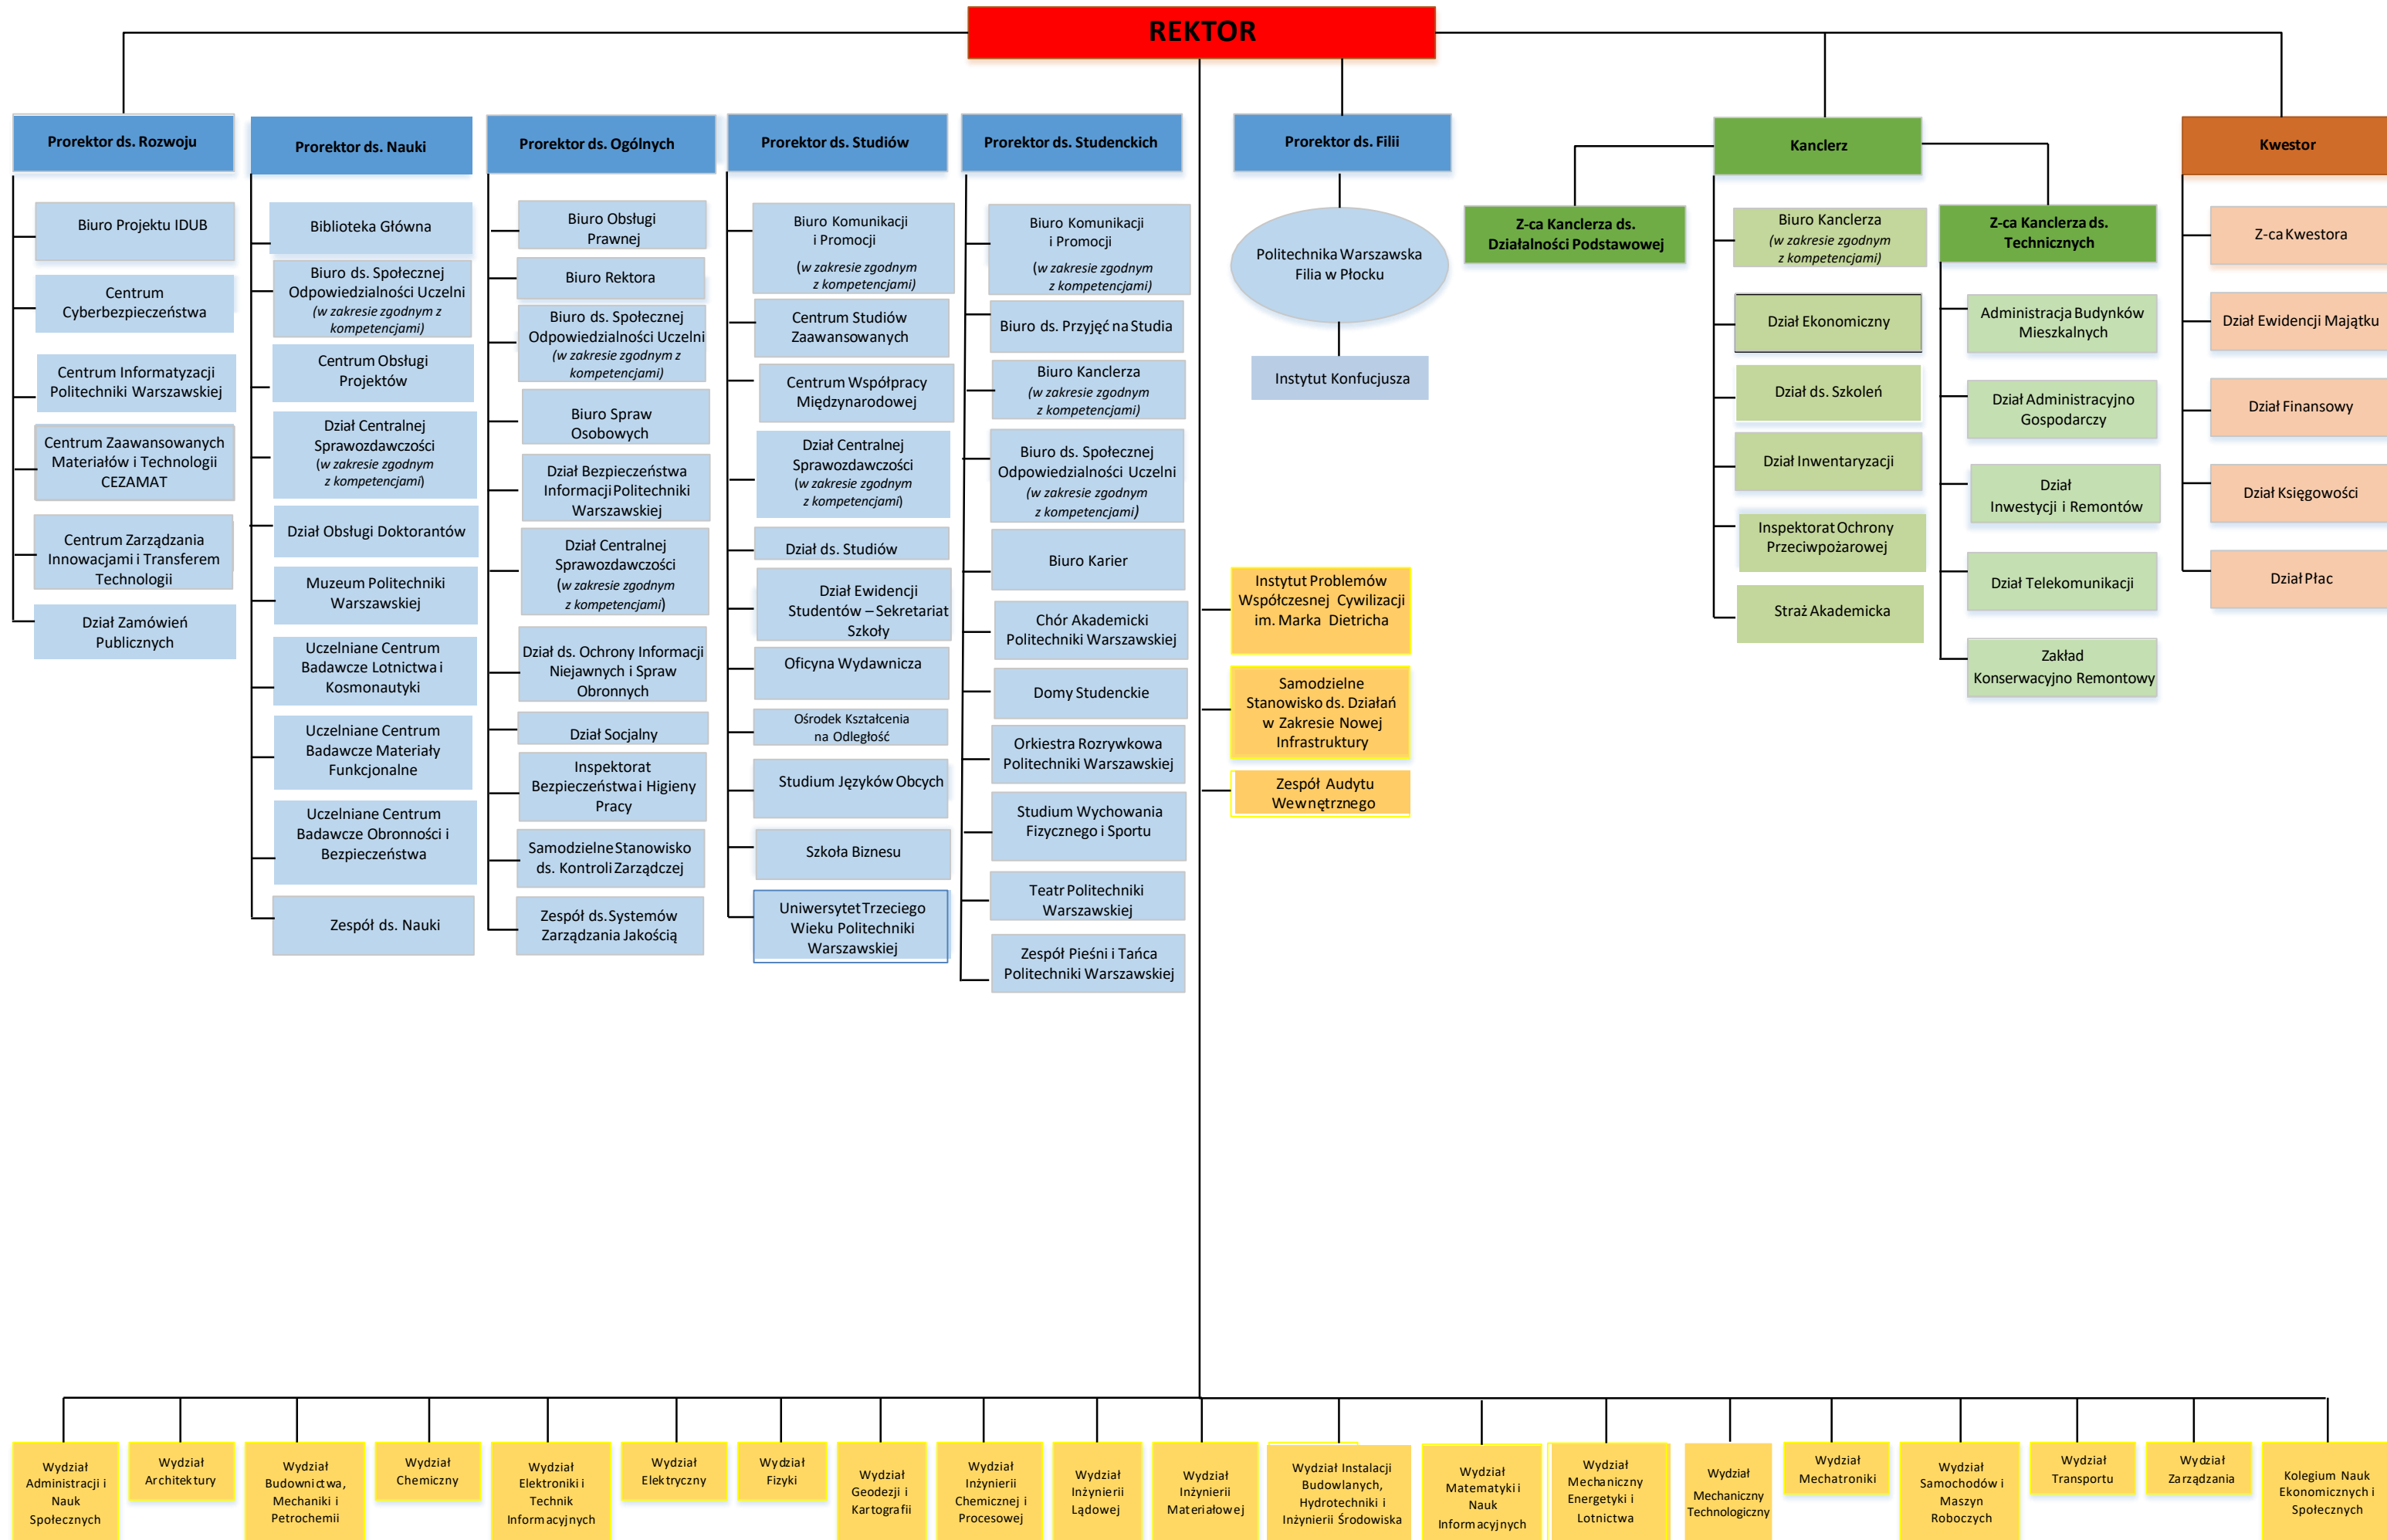 REKTOR
Prorektor ds. Rozwoju
Biuro Projektu IDUB
Centrum
Cyberbezpieczeństwa
Centrum Informatyzacji
Politechniki Warszawskiej
Centrum Zaawansowanych
Materiałów i Technologii
CEZAMAT
Centrum Zarządzania
Innowacjami i Transferem
Technologii
Dział Zamówień
Publicznych
Prorektor ds. Nauki
Biblioteka Główna
Biuro ds. Społecznej
Odpowiedzialności Uczelni
(w zakresie zgodnym z
kompetencjami)
Centrum Obsługi
Projektów
Dział Centralnej
Sprawozdawczości
(w zakresie zgodnym
z kompetencjami)
Dział Obsługi Doktorantów
Muzeum Politechniki
Warszawskiej
Uczelniane Centrum
Badawcze Lotnictwa i
Kosmonautyki
Uczelniane Centrum
Badawcze Materiały
Funkcjonalne
Uczelniane Centrum
Badawcze Obronności i
Bezpieczeństwa
Zespół ds. Nauki
Prorektor ds. Ogólnych
Biuro Obsługi
Prawnej
Biuro Rektora
Biuro ds. Społecznej
Odpowiedzialności Uczelni
(w zakresie zgodnym z
kompetencjami)
Biuro Spraw
Osobowych
Dział Bezpieczeństwa
Informacji Politechniki
Warszawskiej
Dział Centralnej
Sprawozdawczości
(w zakresie zgodnym
z kompetencjami)
Dział ds. Ochrony Informacji
Niejawnych i Spraw
Obronnych
Dział Socjalny
Inspektorat
Bezpieczeństwa i Higieny
Pracy
Samodzielne Stanowisko
ds. Kontroli Zarządczej
Zespół ds. Systemów
Zarządzania Jakością
Prorektor ds. Studiów
Biuro Komunikacji
i Promocji
(w zakresie zgodnym
z kompetencjami)
Centrum Studiów
Zaawansowanych
Centrum Współpracy
Międzynarodowej
Dział Centralnej
Sprawozdawczości
(w zakresie zgodnym
z kompetencjami)
Dział ds. Studiów
Dział Ewidencji
Studentów – Sekretariat
Szkoły
Oficyna Wydawnicza
Ośrodek Kształcenia
na Odległość
Studium Języków Obcych
Szkoła Biznesu
Uniwersytet Trzeciego
Wieku Politechniki
Warszawskiej
Prorektor ds. Studenckich
Biuro Komunikacji
i Promocji
(w zakresie zgodnym
z kompetencjami)
Biuro ds. Przyjęć na Studia
Biuro Kanclerza
(w zakresie zgodnym
z kompetencjami)
Biuro ds. Społecznej
Odpowiedzialności Uczelni
(w zakresie zgodnym
z kompetencjami)
Biuro Karier
Chór Akademicki
Politechniki Warszawskiej
Domy Studenckie
Orkiestra Rozrywkowa
Politechniki Warszawskiej
Studium Wychowania
Fizycznego i Sportu
Teatr Politechniki
Warszawskiej
Zespół Pieśni i Tańca
Politechniki Warszawskiej
Prorektor ds. Filii
Politechnika Warszawska
Filia w Płocku
Instytut Konfucjusza
Instytut Problemów
Współczesnej Cywilizacji
im. Marka Dietricha
Samodzielne
Stanowisko ds. Działań
w Zakresie Nowej
Infrastruktury
Zespół Audytu
Wewnętrznego
Kanclerz
Z-ca Kanclerza ds.
Działalności Podstawowej
Biuro Kanclerza
(w zakresie zgodnym
z kompetencjami)
Dział Ekonomiczny
Dział ds. Szkoleń
Dział Inwentaryzacji
Inspektorat Ochrony
Przeciwpożarowej
Straż Akademicka
Z-ca Kanclerza ds.
Technicznych
Administracja Budynków
Mieszkalnych
Dział Administracyjno
Gospodarczy
Dział
Inwestycji i Remontów
Dział Telekomunikacji
Zakład
Konserwacyjno Remontowy
Kwestor
Z-ca Kwestora
Dział Ewidencji Majątku
Dział Finansowy
Dział Księgowości
Dział Płac
Wydział
Administracji i
Nauk
Społecznych
Wydział
Architektury
Wydział
Budownictwa,
Mechaniki i
Petrochemii
Wydział
Chemiczny
Wydział
Elektroniki i
Technik
Informacyjnych
Wydział
Elektryczny
Wydział
Fizyki
Wydział
Geodezji i
Kartografii
Wydział
Inżynierii
Chemicznej i
Procesowej
Wydział
Inżynierii
Lądowej
Wydział
Inżynierii
Materiałowej
Wydział Instalacji
Budowlanych,
Hydrotechniki i
Inżynierii Środowiska
Wydział
Matematyki i
Nauk
Informacyjnych
Wydział
Mechaniczny
Energetyki i
Lotnictwa
Wydział
Mechaniczny
Technologiczny
Wydział
Mechatroniki
Wydział
Samochodów i
Maszyn
Roboczych
Wydział
Transportu
Wydział
Zarządzania
Kolegium Nauk
Ekonomicznych i
Społecznych